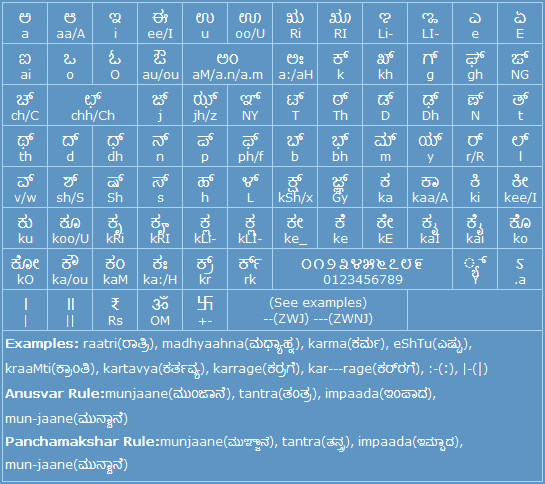 ಅ ಆ ಇ ಈ ಉ ಊ ಋ ೠ ಌ ೡ ಎ ಏ
a aa/A i ee/I u oo/U Ri RI Li- LI- e E
ಐ ಒ ಓ ಔ ಅಂ ಅಃ ಕ್ ಖ್ ಗ್ ಘ್ ಙ್
ai o O au/ou aM/a.n/a.m a:/aH k kh g gh NG
ಚ್ ಛ್ ಜ್ ಝ್ ಞ್ ಟ್ ಠ್ ಡ್ ಢ್ ಣ್ ತ್
ch/C chh/Ch j jh/z NY T Th D Dh N t
ಥ್ ದ್ ಧ್ ನ್ ಪ್ ಫ್ ಬ್ ಭ್ ಮ್ ಯ್ ರ್ ಲ್
th d dh n p ph/f b bh m y r/R l
ವ್ ಶ್ ಷ್ ಸ್ ಹ್ ಳ್ ಕ್ಷ್ ಜ್ಞ್ ಕ ಕಾ ಕಿ ಕೀ
v/w sh/S Sh s h L kSh/x Gy ka kaa/A ki kee/I
ಕು ಕೂ ಕೃ ಕೄ ಕ್ಲ ಕ್ಲ ಕೇ ಕೆ ಕೇ ಕೃ ಕೈ ಕೊ
ku koo/U kRi kRI kLI- kLI- ke_ ke kE kaI kai ko
ಕೋ ಕೌ ಕಂ ಕಃ ಕ್ರ್ ರ್ಕ್ ೦೧೨೩೪೫೬೭೮೯ ್ಯ್ ಽ
kO ka/ou kaM ka:/H kr rk 0123456789 Y .a
। ॥ ₹ ॐ 卐 (See examples)
| || Rs OM +- --(ZWJ) ---(ZWNJ)
Examples: raatri(ರಾತ್ರಿ), madhyaahna(ಮಧ್ಯಾಹ್ನ), karma(ಕರ್ಮ), eShTu(ಎಷ್ಟು),
kraaMti(ಕ್ರಾಂತಿ), kartavya(ಕರ್ತವ್ಯ), karrage(ಕರ್ರಗೆ), kar---rage(ಕರ್‌ರಗೆ), :-(:), |-(|)
Anusvar Rule:munjaane(ಮುಂಜಾನೆ), tantra(ತಂತ್ರ), impaada(ಇಂಪಾದ),
mun-jaane(ಮುನ್ಜಾನೆ)
Panchamakshar Rule:munjaane(ಮುಞ್ಜಾನೆ), tantra(ತನ್ತ್ರ), impaada(ಇಮ್ಪಾದ),
mun-jaane(ಮುನ್ಜಾನೆ)